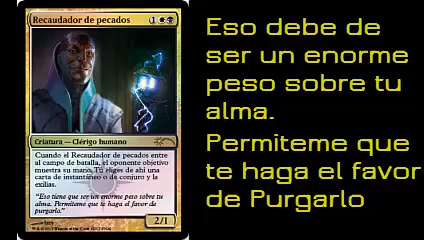 Recaudador de pecados
1
Criatura — Clérigo humano
Cuando el Recaudador de pecados entre
al campo de batalla, el oponente objetivo
muestra su mano. Tú eliges de ahí una
carta de instantáneo o de conjuro y la
exilias.
“Eso tiene que ser un enorme peso sobre tu
alma. Permíteme que te haga el favor de
purgarlo.”
2/1
Eso debe de
ser un enorme
peso sobre tu
alma.
Permiteme que
te haga el favor
de Purgarlo